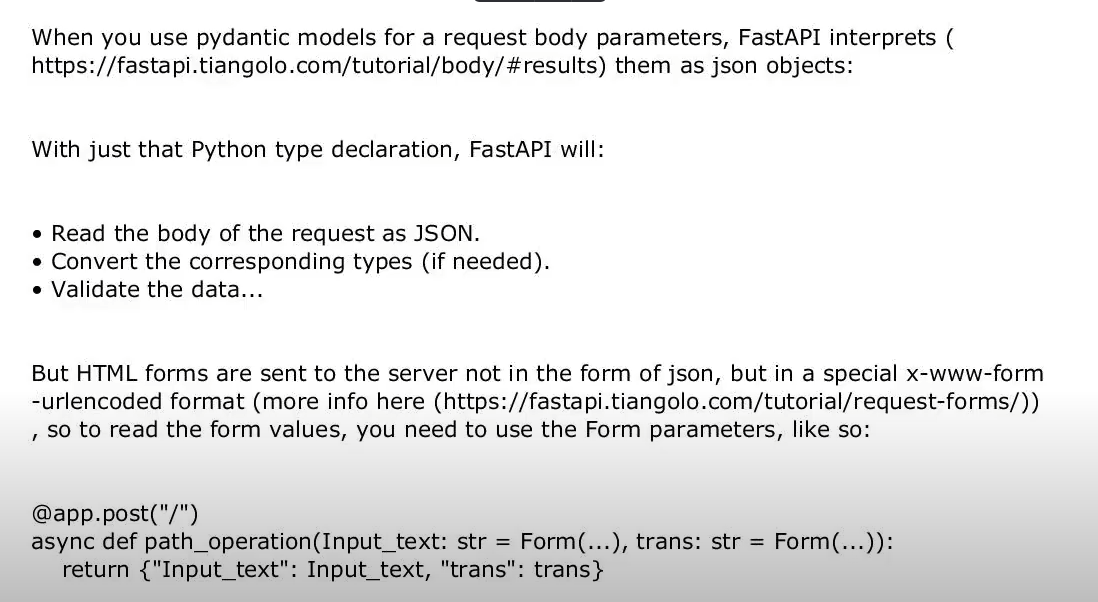 When you use pydantic models for a request body parameters, FastAPI interprets (
https://fastapi.tiangolo.com/tutorial/body/#results) them as json objects:
With just that Python type declaration, FastAPI will:
• Read the body of the request as JSON.
• Convert the corresponding types (if needed).
• Validate the data...
But HTML forms are sent to the server not in the form of json, but in a special x-www-form
-urlencoded format (more info here (https://fastapi.tiangolo.com/tutorial/request-forms/))
, so to read the form values, you need to use the Form parameters, like so:
@app.post("/")
async def path_operation(Input_text: str = Form(...), trans: str = Form(...)):
    return {"Input_text": Input_text, "trans": trans}